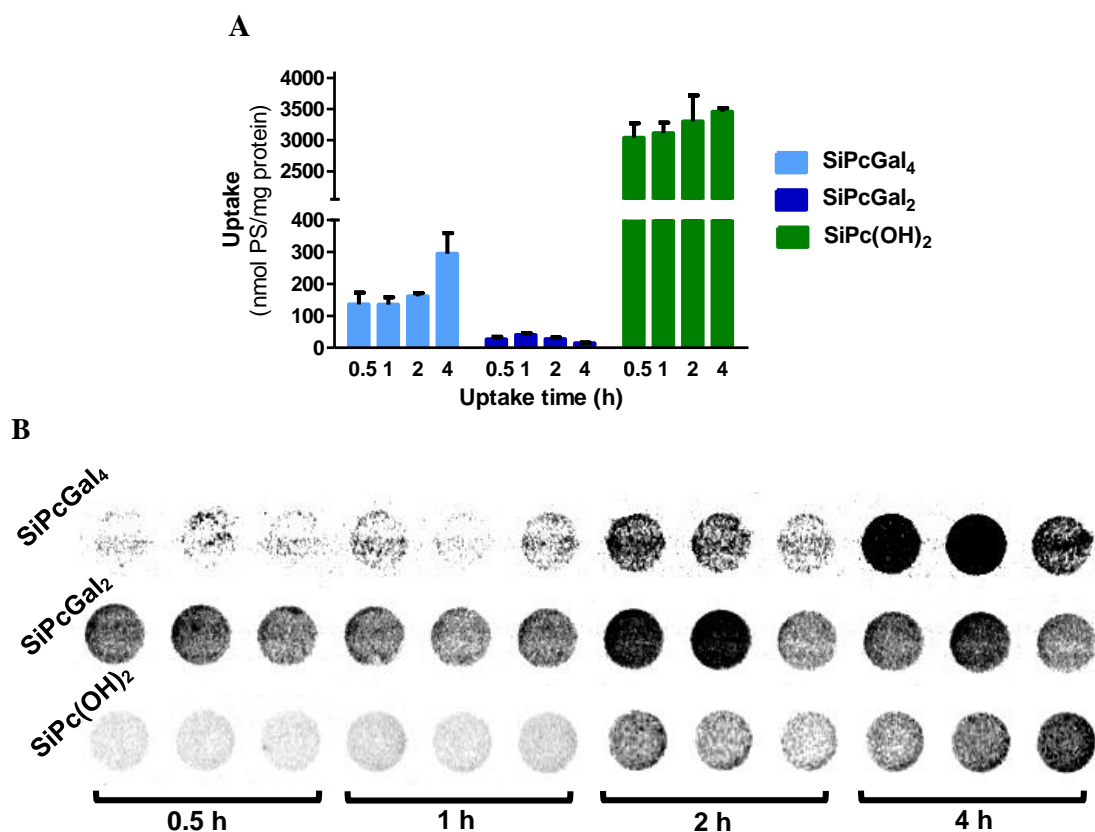 A
Uptake
(nmol PS/mg protein)
4000
3500
3000
2500
400
300
200
100
0
0.5 1 2 4 0.5 1 2 4 0.5 1 2 4
Uptake time (h)
SiPcGal₄
SiPcGal₂
SiPc(OH)₂
B
SiPcGal₄
SiPcGal₂
SiPc(OH)₂
0.5 h 1 h 2 h 4 h